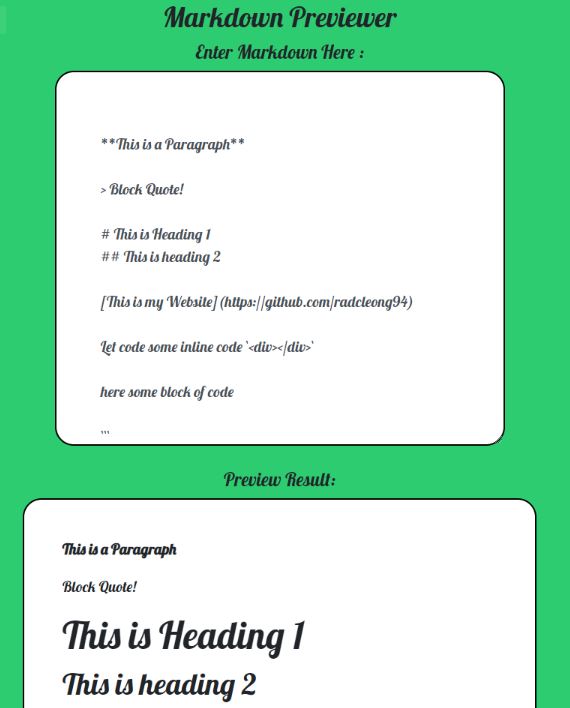 Markdown Previewer
Enter Markdown Here :
**This is a Paragraph**
> Block Quote!
# This is Heading 1
## This is heading 2
[This is my Website](https://github.com/radcleong94)
Let code some inline code `<div></div>`
here some block of code
```
Preview Result:
This is a Paragraph
Block Quote!
This is Heading 1
This is heading 2